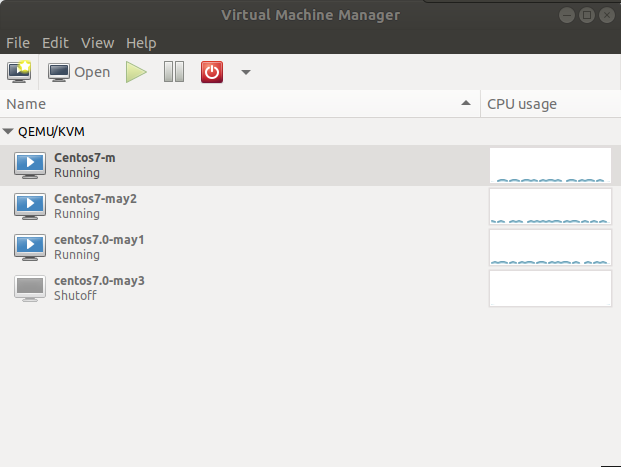 Virtual Machine Manager
File Edit View Help
Open
Name CPU usage
QEMU/KVM
Centos7-m
Running
Centos7-may2
Running
centos7.0-may1
Running
centos7.0-may3
Shutoff